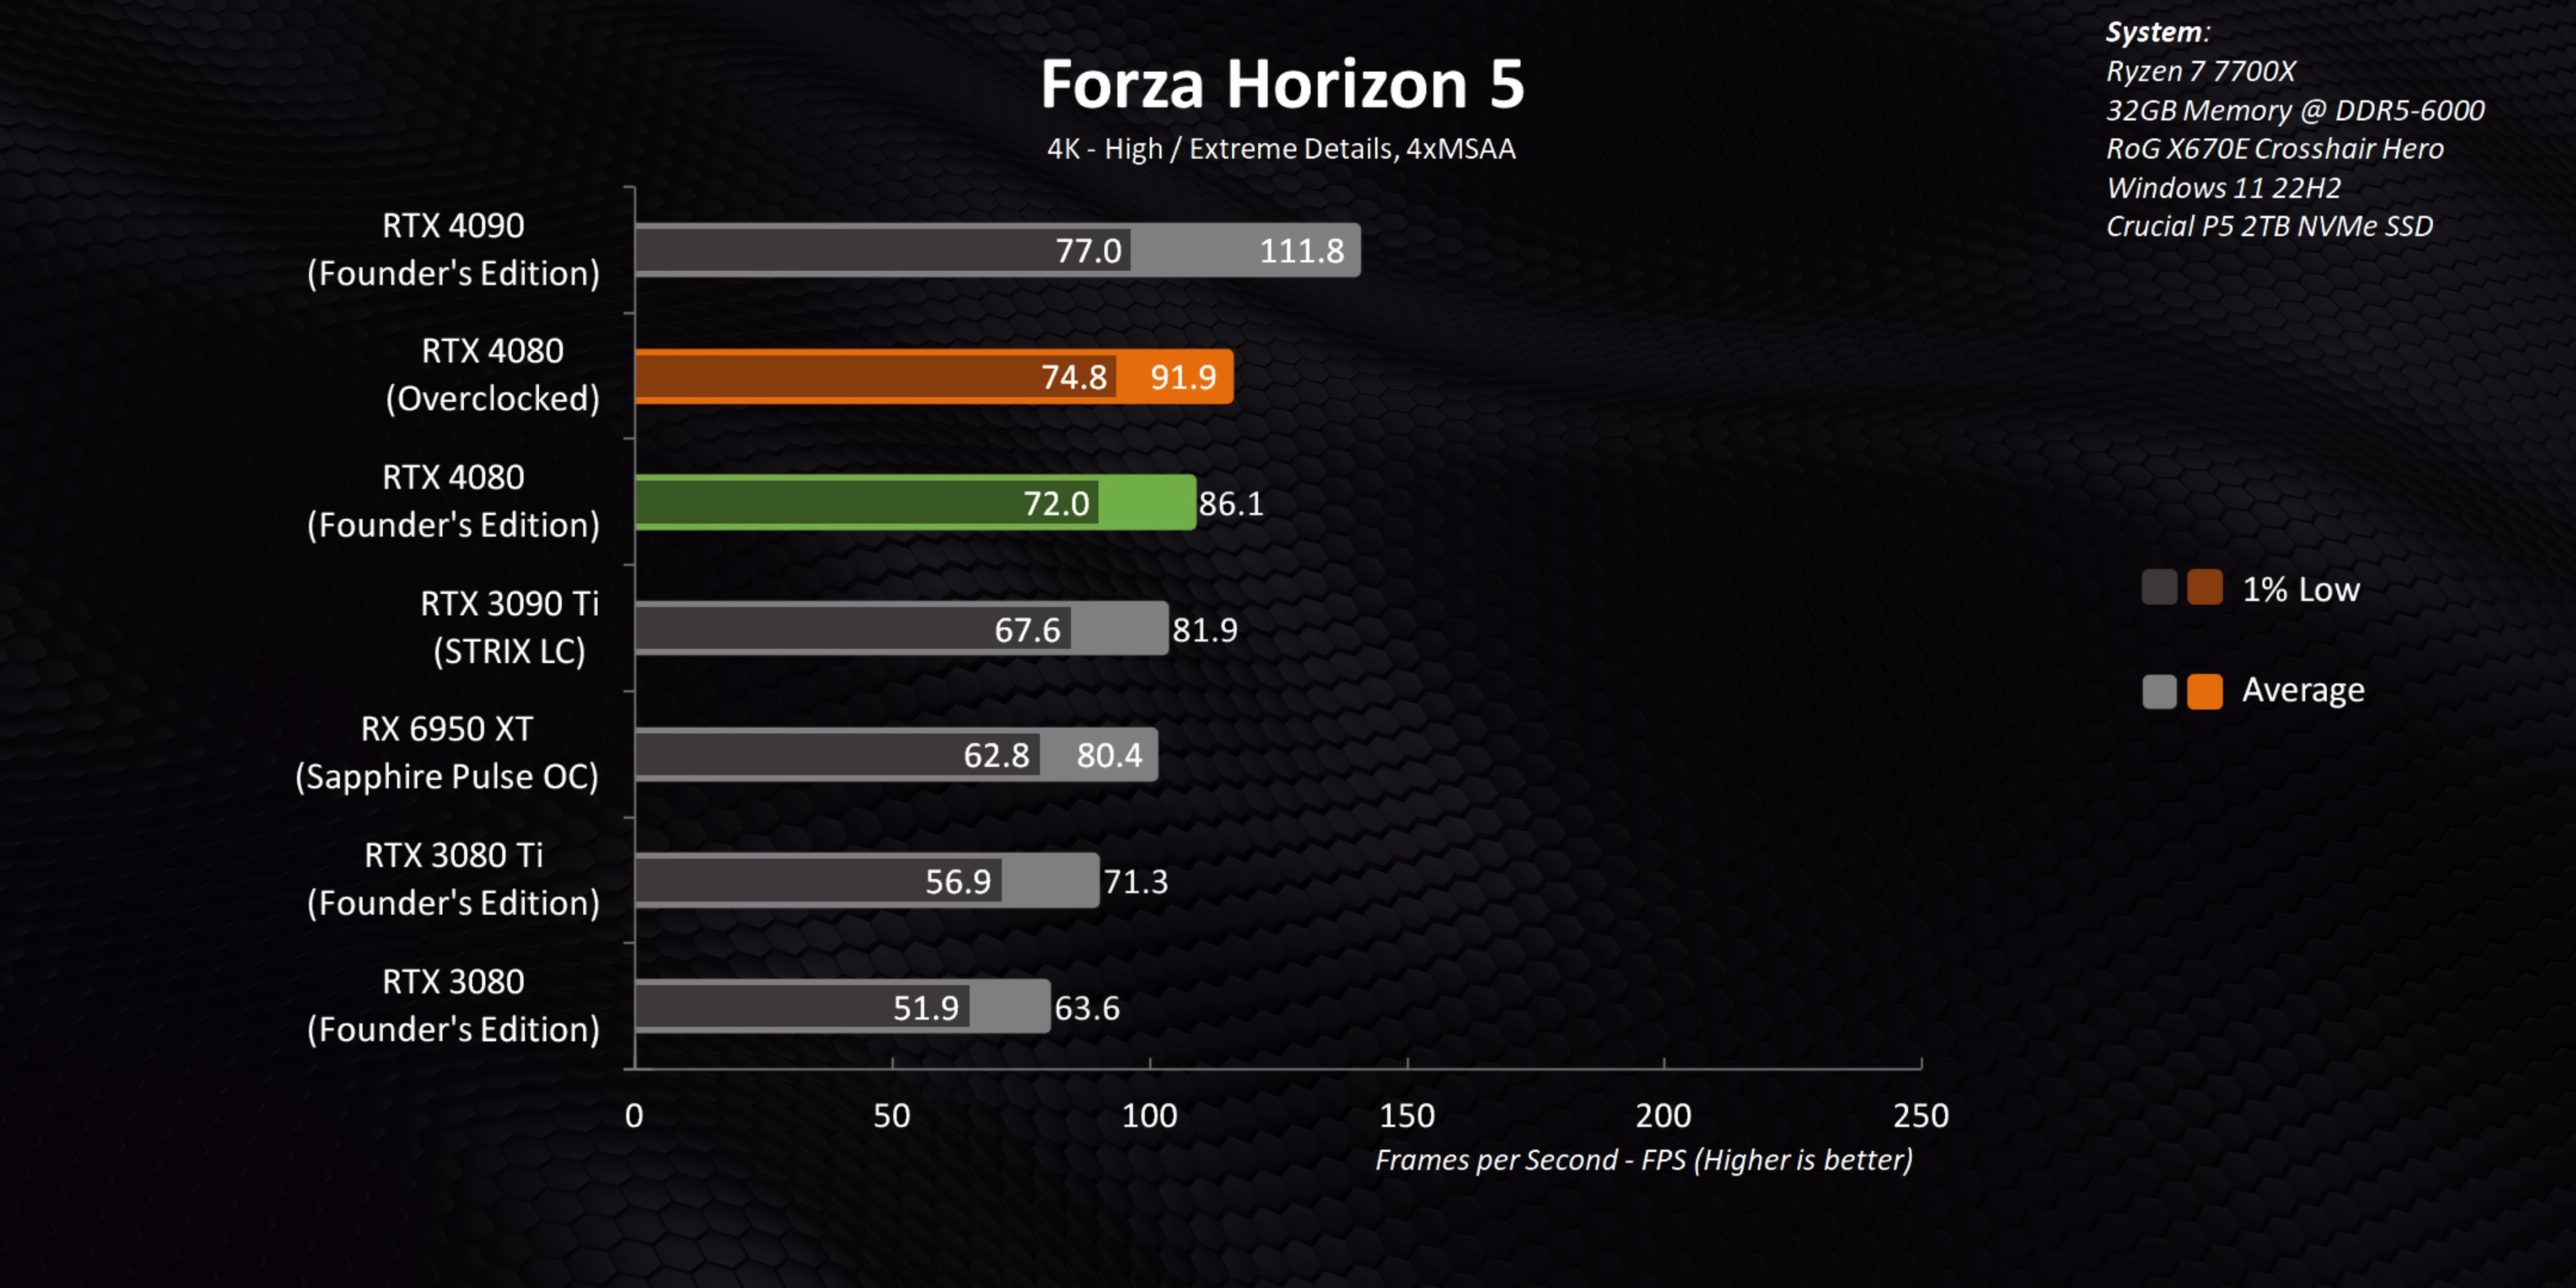 Forza Horizon 5
4K - High / Extreme Details, 4xMSAA
System:
Ryzen 7 7700X
32GB Memory @ DDR5-6000
RoG X670E Crosshair Hero
Windows 11 22H2
Crucial P5 2TB NVMe SSD
RTX 4090
(Founder's Edition)
77.0 111.8
RTX 4080
(Overclocked)
74.8 91.9
RTX 4080
(Founder's Edition)
72.0 86.1
RTX 3090 Ti
(STRIX LC)
67.6 81.9
RX 6950 XT
(Sapphire Pulse OC)
62.8 80.4
RTX 3080 Ti
(Founder's Edition)
56.9 71.3
RTX 3080
(Founder's Edition)
51.9 63.6
1% Low
Average
0 50 100 150 200 250
Frames per Second - FPS (Higher is better)